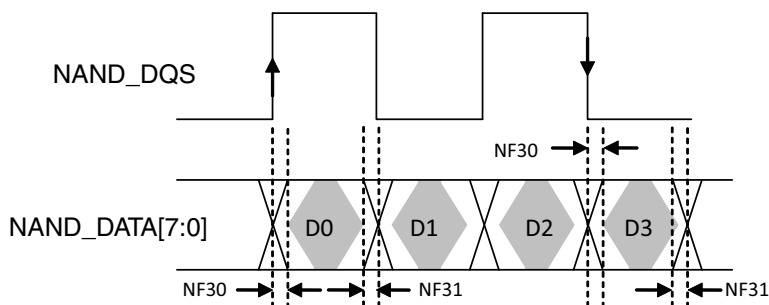 NAND_DQS
NF30
NAND_DATA[7:0]
D0
D1
D2
D3
NF30
NF31
NF31